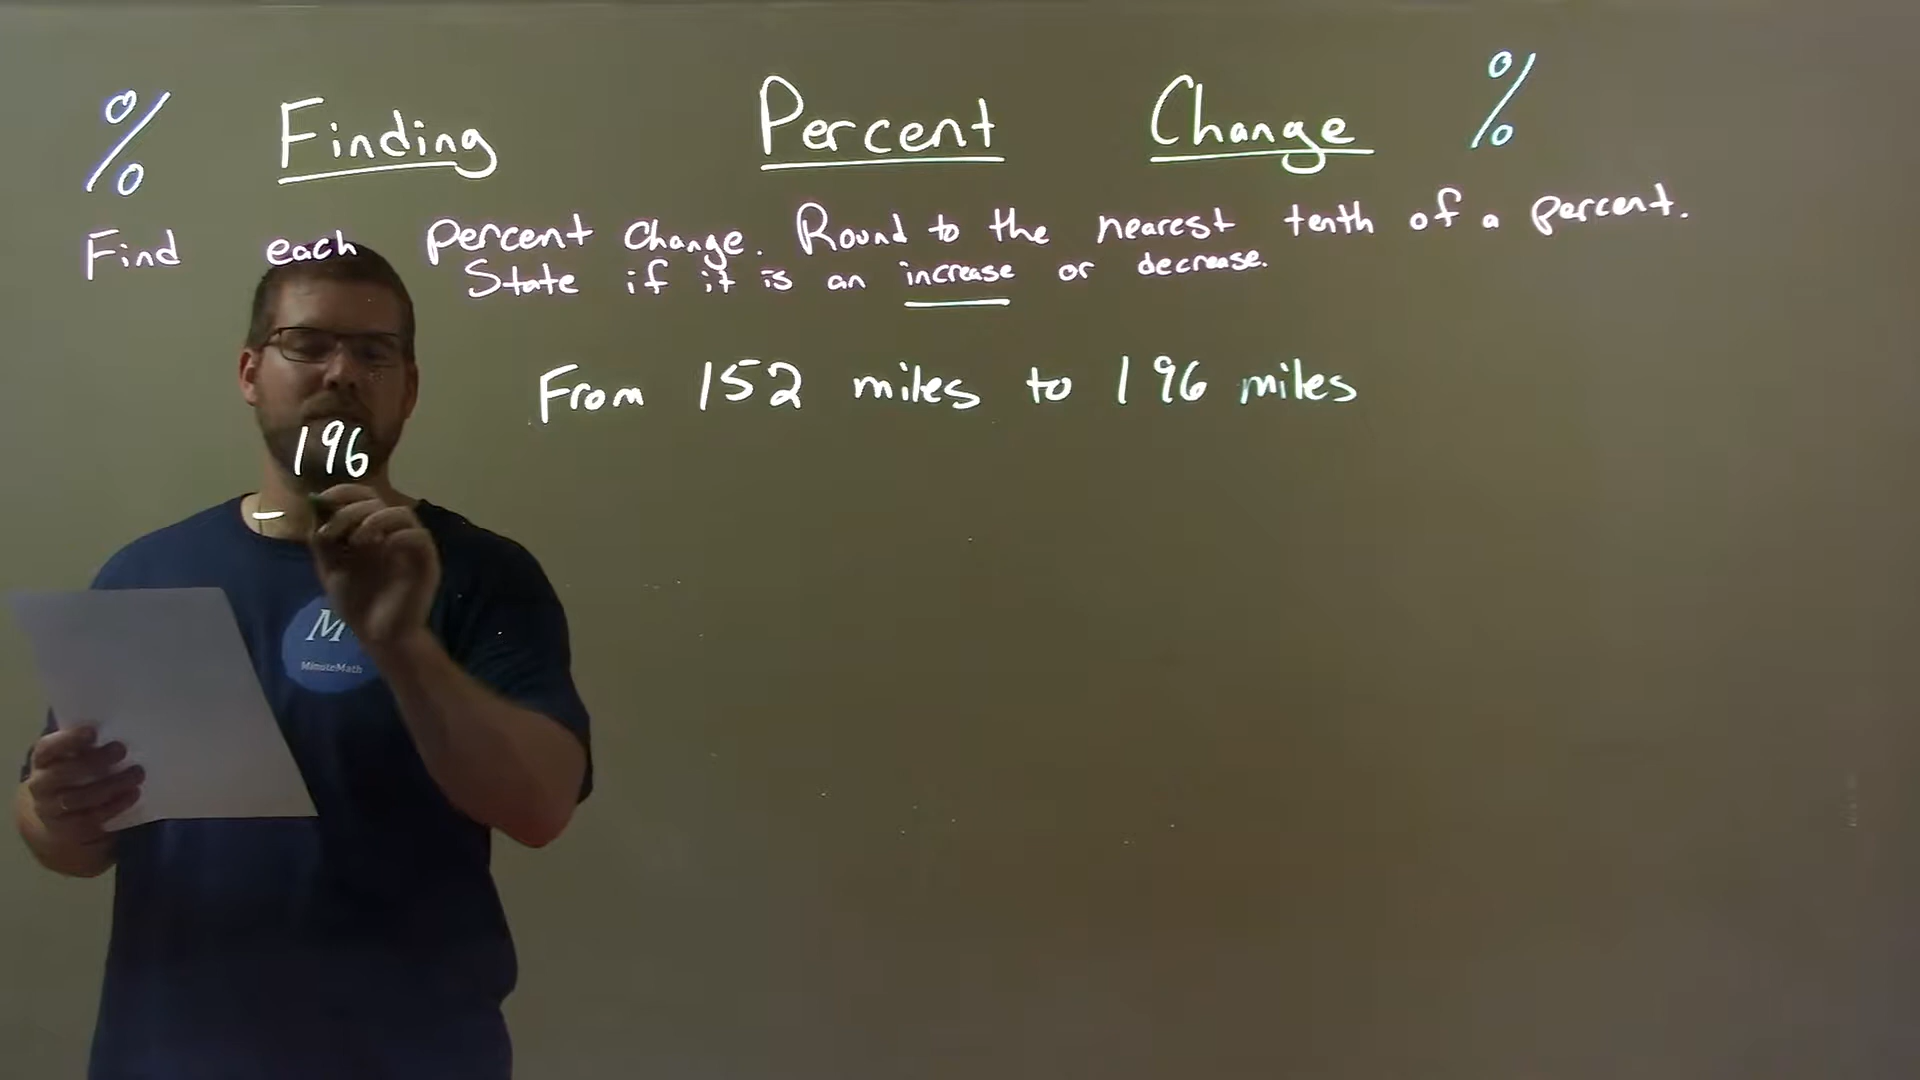 % Finding Percent Change %
Find each percent change. Round to the nearest tenth of a percent.
State if it is an increase or decrease.
From 152 miles to 196 miles
196
-
M
MinuteMath